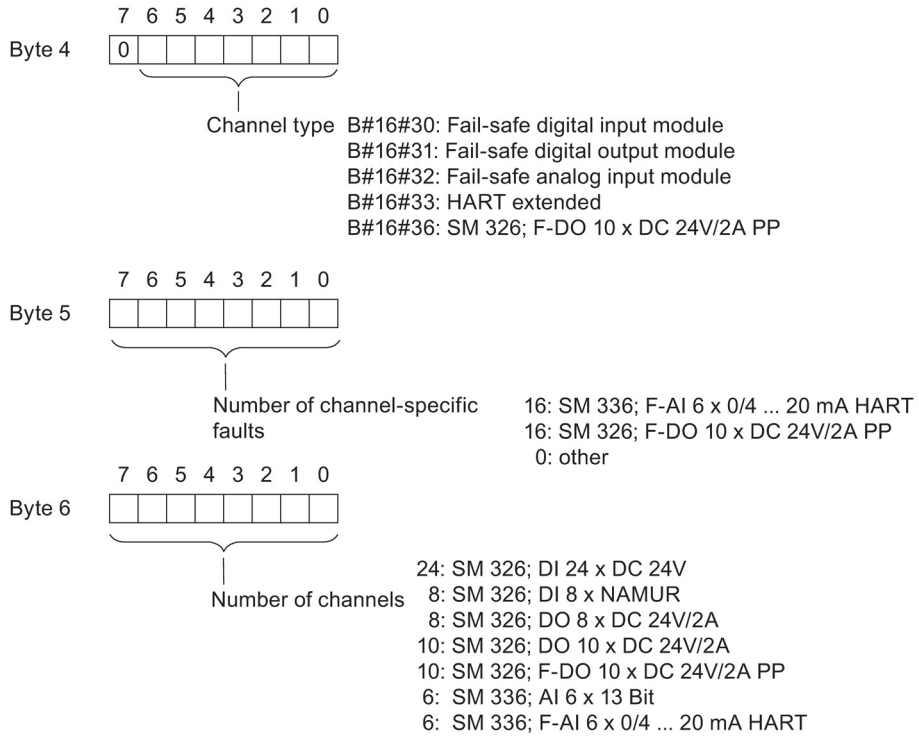 7 6 5 4 3 2 1 0
Byte 4 0
Channel type B#16#30: Fail-safe digital input module
B#16#31: Fail-safe digital output module
B#16#32: Fail-safe analog input module
B#16#33: HART extended
B#16#36: SM 326; F-DO 10 x DC 24V/2A PP
7 6 5 4 3 2 1 0
Byte 5
Number of channel-specific 16: SM 336; F-AI 6 x 0/4 ... 20 mA HART
faults 16: SM 326; F-DO 10 x DC 24V/2A PP
0: other
7 6 5 4 3 2 1 0
Byte 6
24: SM 326; DI 24 x DC 24V
Number of channels 8: SM 326; DI 8 x NAMUR
8: SM 326; DO 8 x DC 24V/2A
10: SM 326; DO 10 x DC 24V/2A
10: SM 326; F-DO 10 x DC 24V/2A PP
6: SM 336; AI 6 x 13 Bit
6: SM 336; F-AI 6 x 0/4 ... 20 mA HART